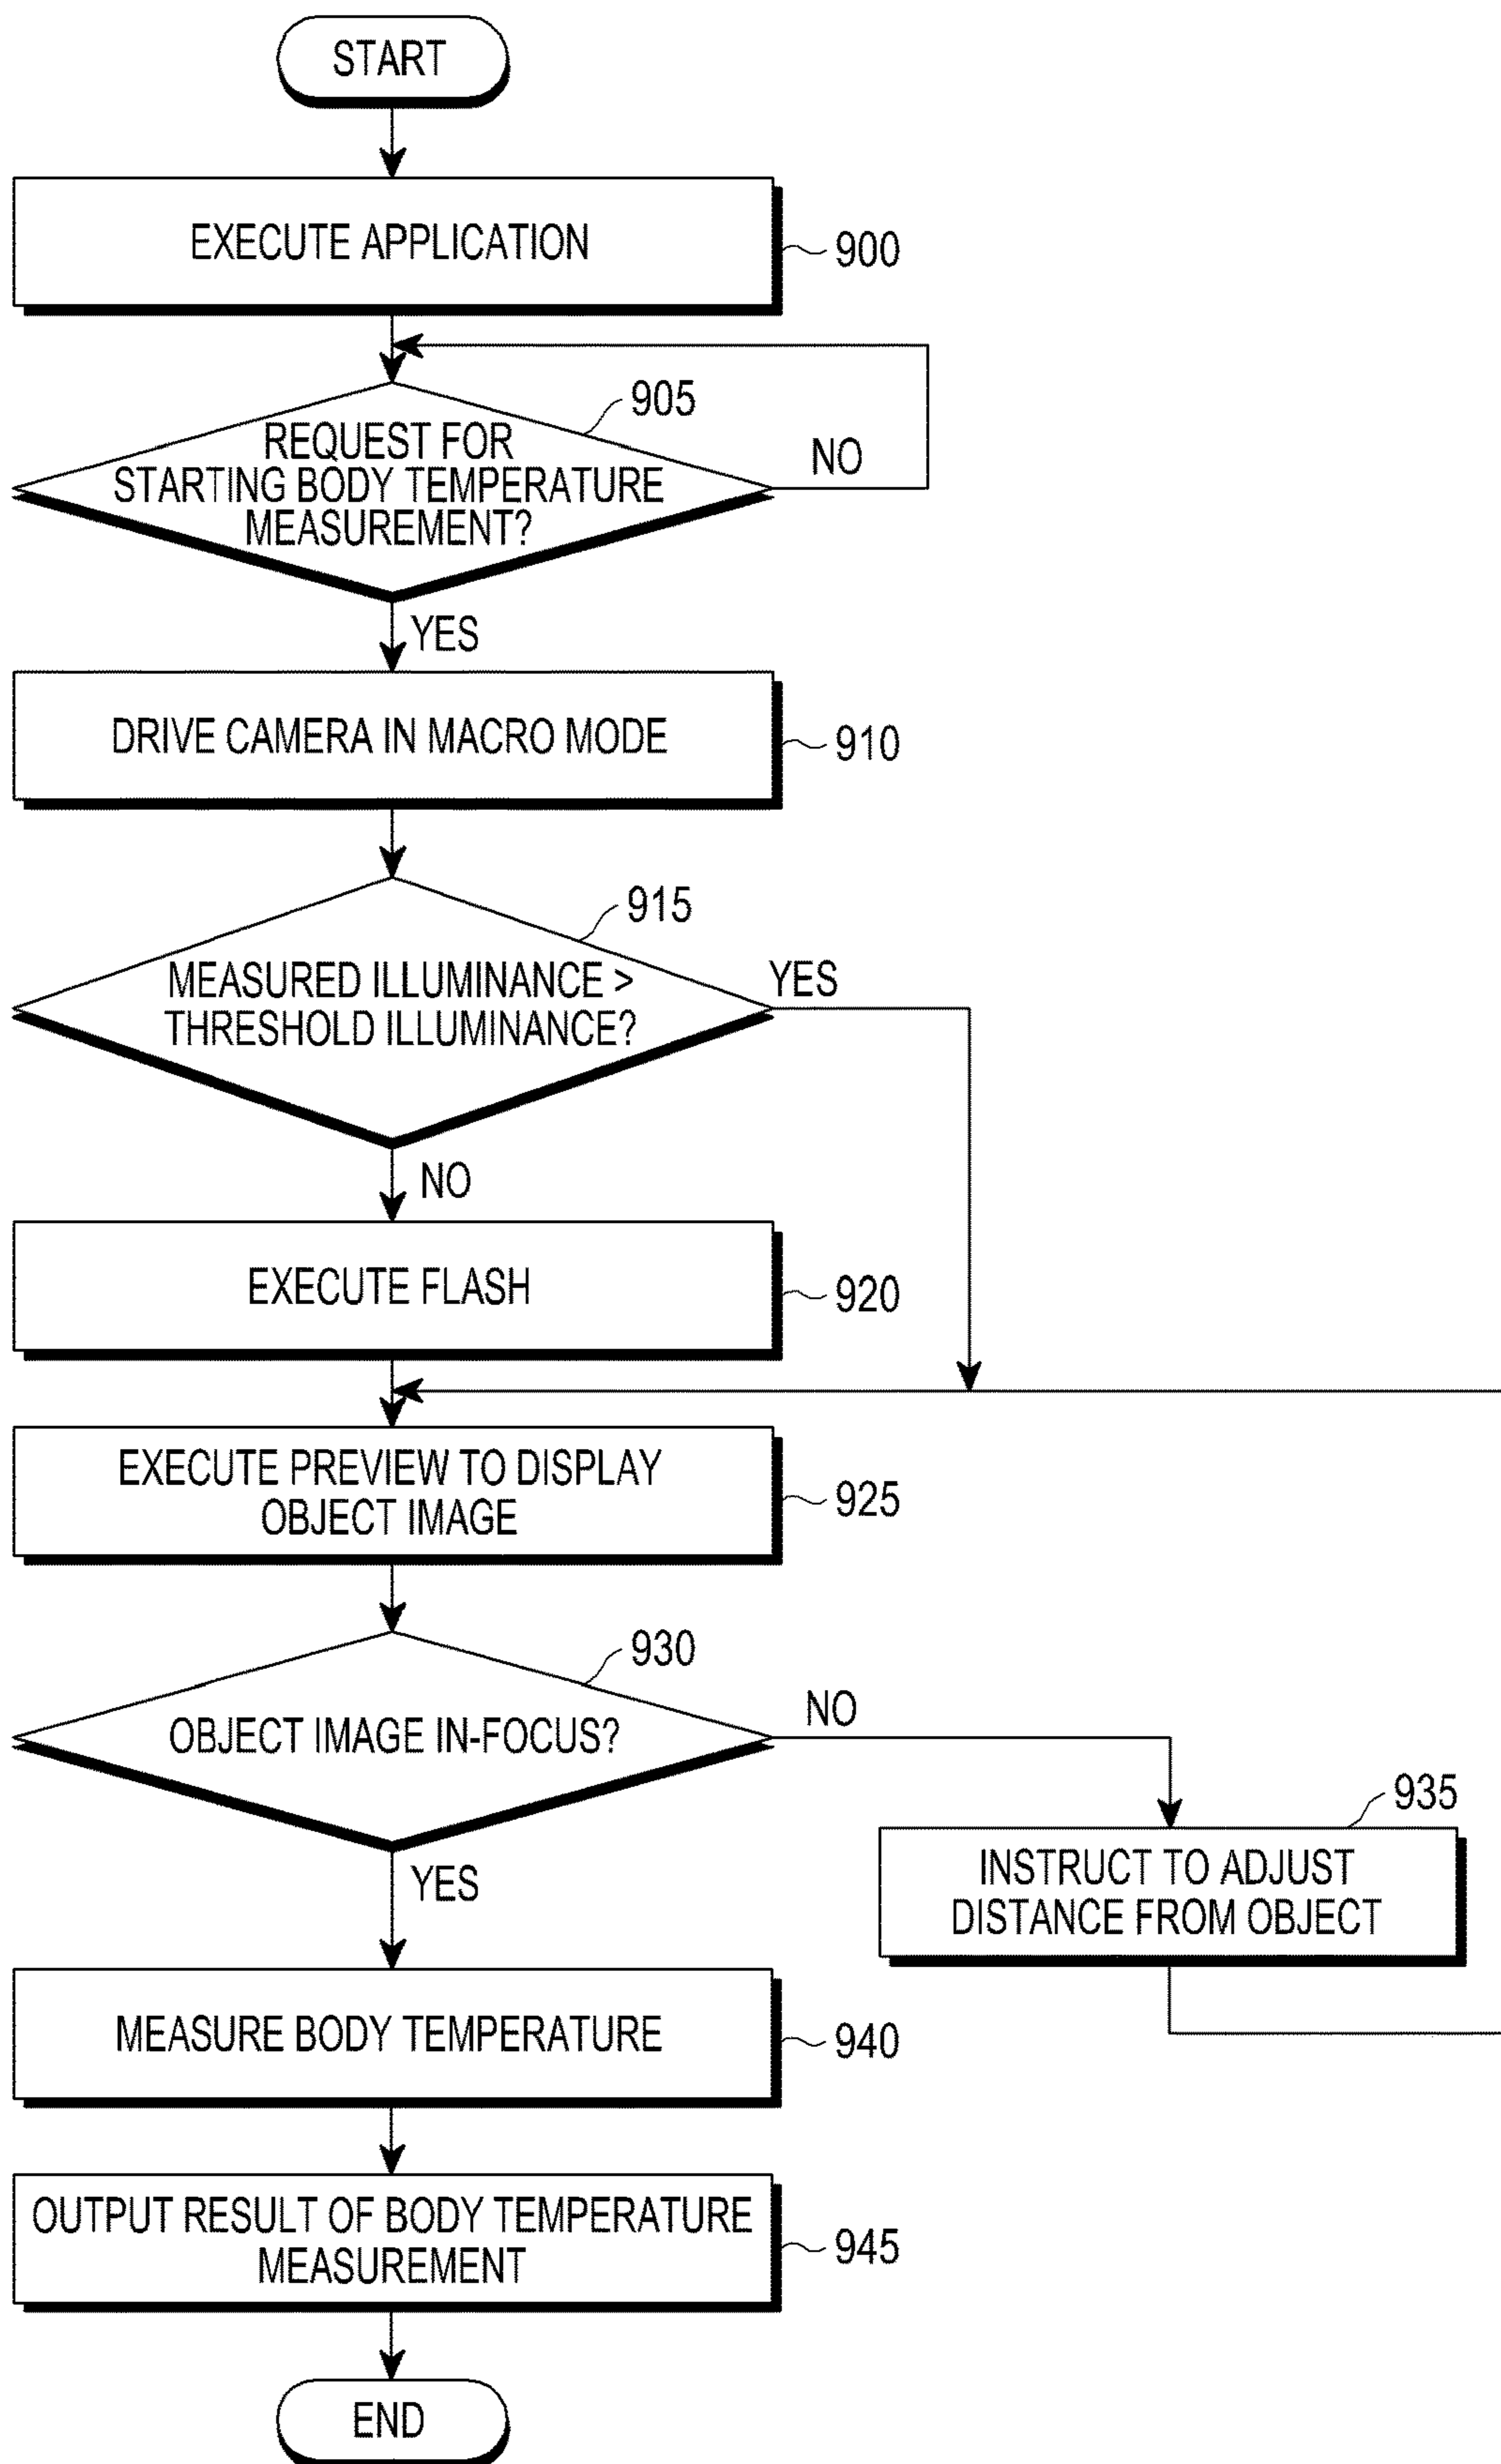 START
EXECUTE APPLICATION
900
905
REQUEST FOR
STARTING BODY TEMPERATURE
MEASUREMENT?
NO
YES
DRIVE CAMERA IN MACRO MODE
910
915
MEASURED ILLUMINANCE >
THRESHOLD ILLUMINANCE?
YES
NO
EXECUTE FLASH
920
EXECUTE PREVIEW TO DISPLAY
OBJECT IMAGE
925
930
OBJECT IMAGE IN-FOCUS?
NO
YES
935
INSTRUCT TO ADJUST
DISTANCE FROM OBJECT
MEASURE BODY TEMPERATURE
940
OUTPUT RESULT OF BODY TEMPERATURE
MEASUREMENT
945
END